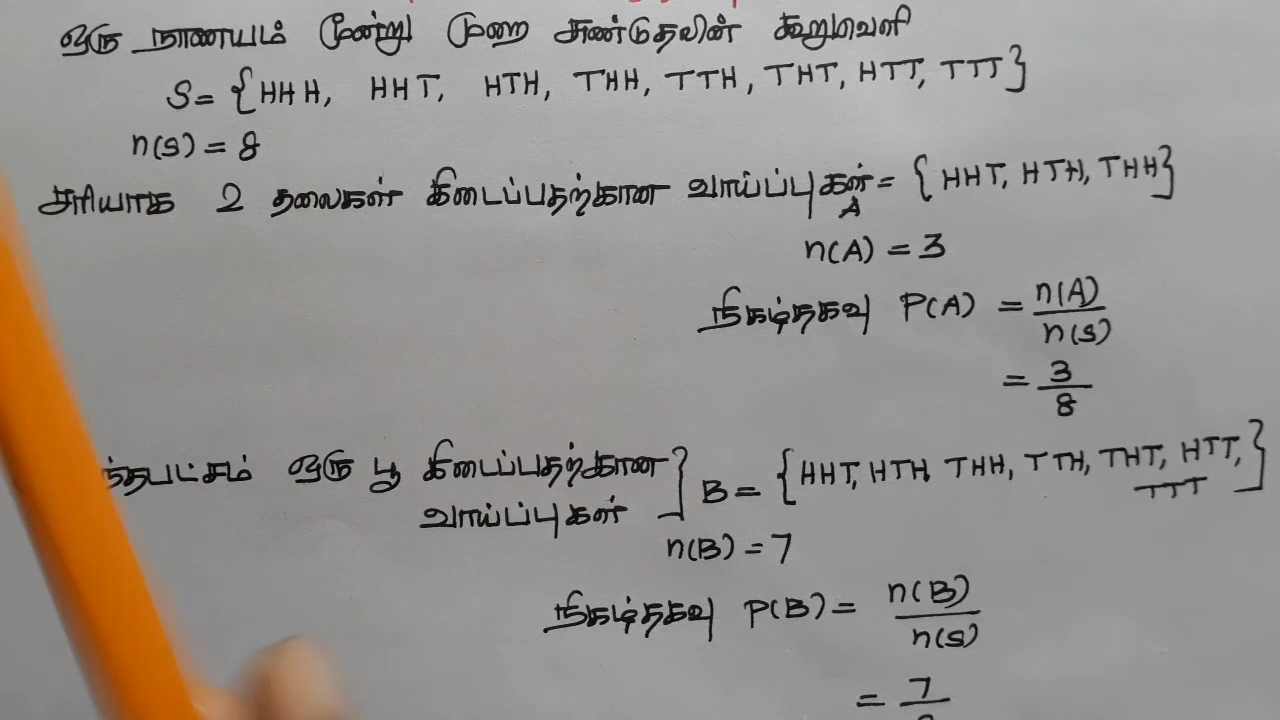 ஒரு நாணயம் மூன்று முறை சுண்டுதலின் கூறுவெளி
S = {HHH, HHT, HTH, THH, TTH, THT, HTT, TTT}
n(s) = 8
சரியாக 2 தலைகள் கிடைப்பதற்கான வாய்ப்புகள் = {HHT, HTH, THH}
A
n(A) = 3
நிகழ்தகவு P(A) = n(A)/n(s)
= 3/8
ந்தபட்சம் ஒரு பூ கிடைப்பதற்கான
வாய்ப்புகள் } B = {HHT, HTH, THH, TTH, THT, HTT, TTT}
n(B) = 7
நிகழ்தகவு P(B) = n(B)/n(s)
= 7